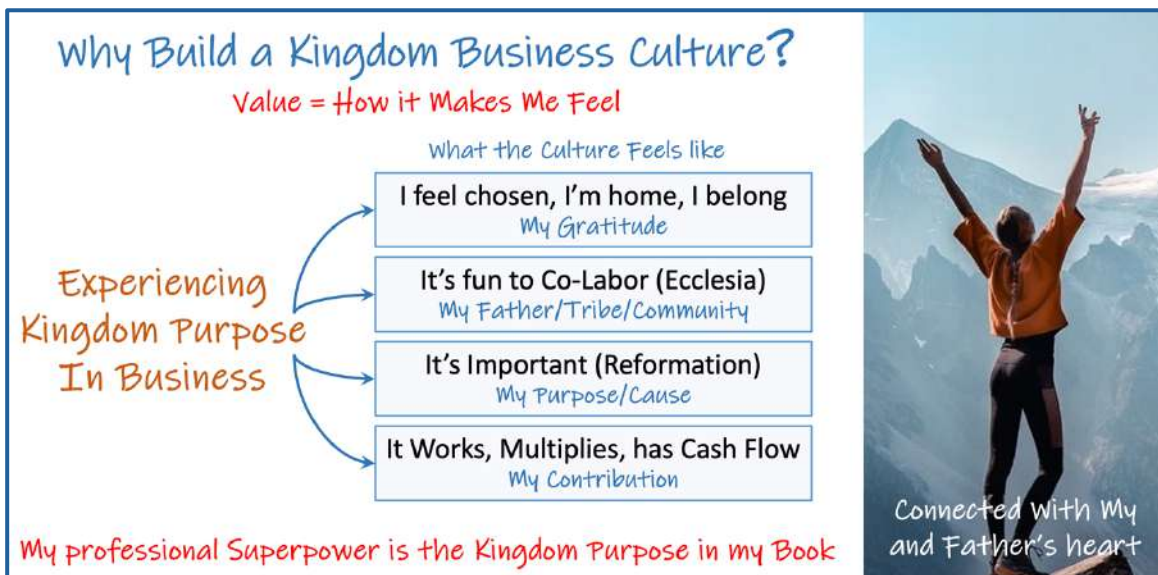 Why Build a Kingdom Business Culture?
Value = How it Makes Me Feel
What the Culture Feels like
I feel chosen, I'm home, I belong
My Gratitude
It's fun to Co-Labor (Ecclesia)
My Father/Tribe/Community
Experiencing
Kingdom Purpose
In Business
It's Important (Reformation)
My Purpose/Cause
It Works, Multiplies, has Cash Flow
My Contribution
My professional Superpower is the Kingdom Purpose in my Book
Connected With My
and Father's heart